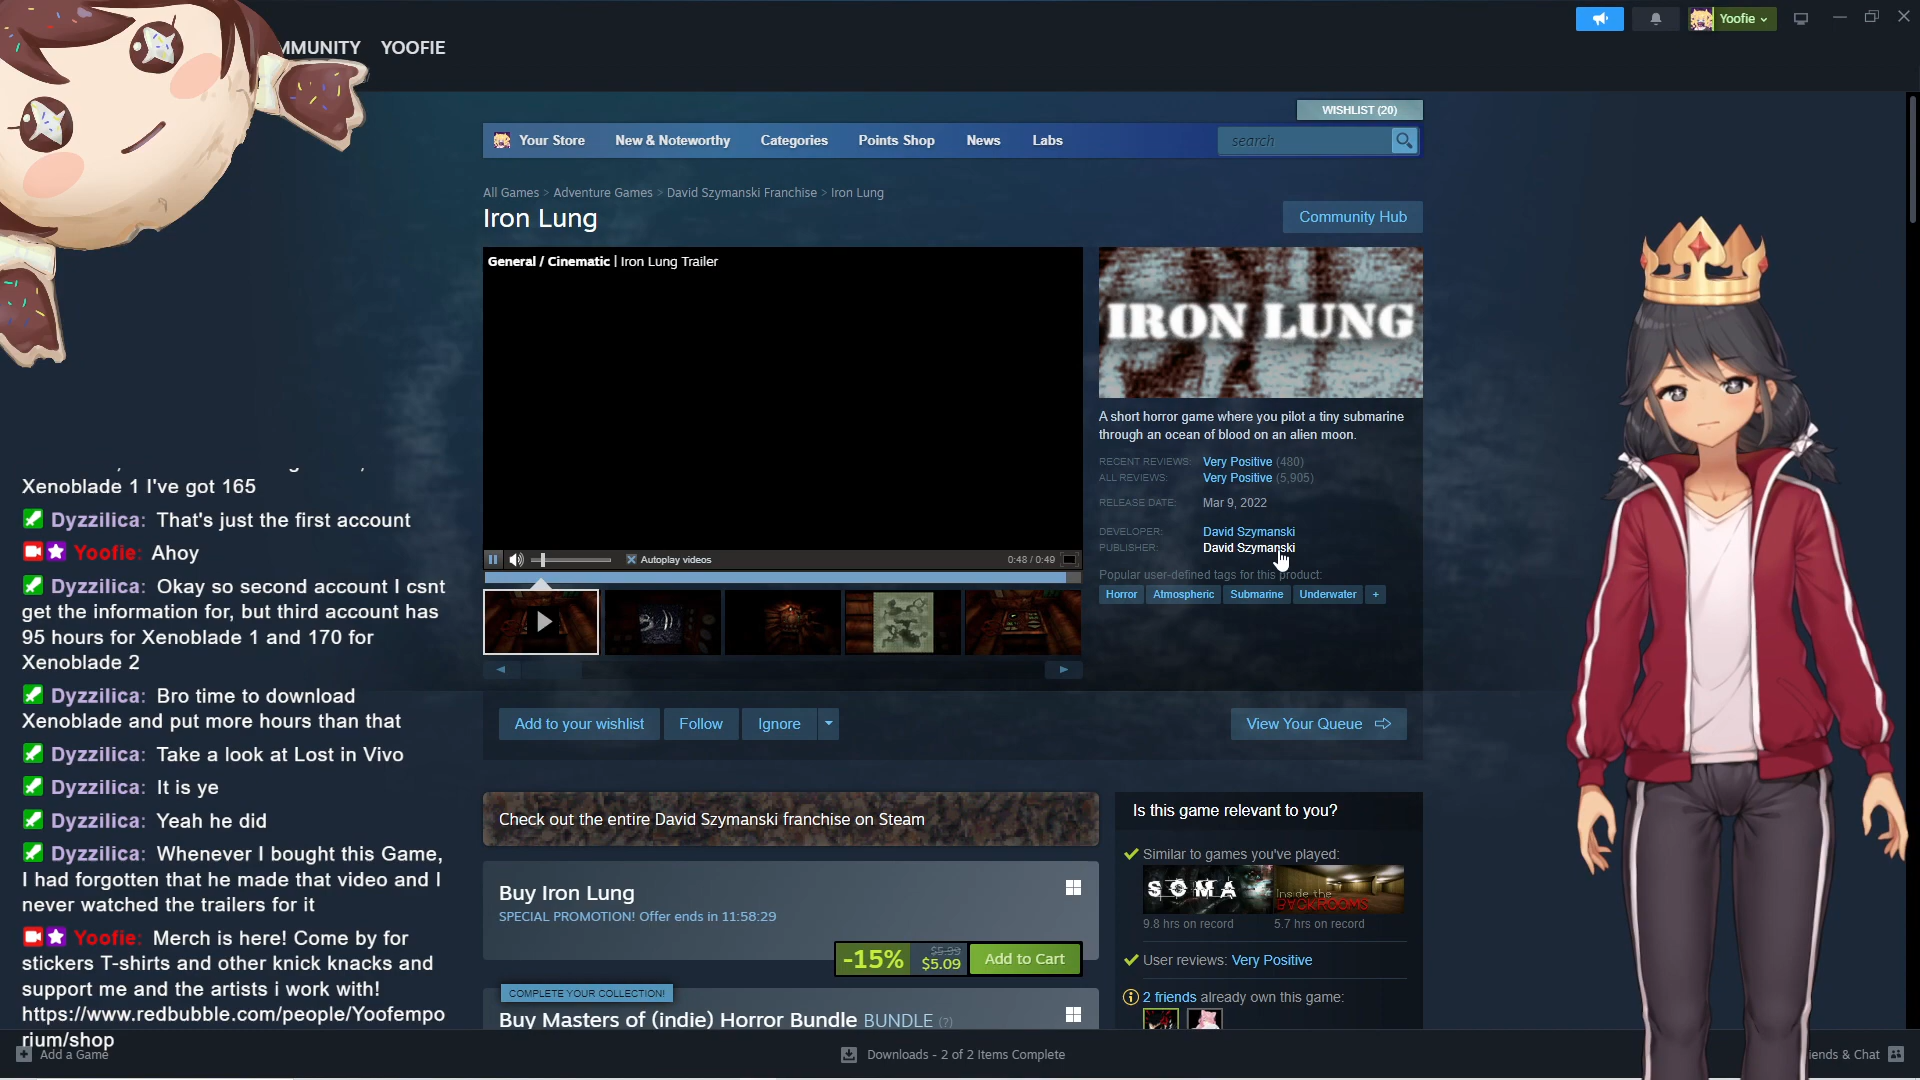 MMUNITY YOOFIE
Yoofie
WISHLIST (20)
Your Store New & Noteworthy Categories Points Shop News Labs
search
All Games > Adventure Games > David Szymanski Franchise > Iron Lung
Iron Lung
Community Hub
General / Cinematic | Iron Lung Trailer
IRON LUNG
A short horror game where you pilot a tiny submarine
through an ocean of blood on an alien moon.
RECENT REVIEWS: Very Positive (480)
ALL REVIEWS: Very Positive (5,905)
RELEASE DATE: Mar 9, 2022
DEVELOPER: David Szymanski
PUBLISHER: David Szymanski
Popular user-defined tags for this product:
Horror Atmospheric Submarine Underwater +
Autoplay videos 0:48 / 0:49
Add to your wishlist Follow Ignore View Your Queue
Check out the entire David Szymanski franchise on Steam
Buy Iron Lung
SPECIAL PROMOTION! Offer ends in 11:58:29
-15% $5.99 $5.09 Add to Cart
COMPLETE YOUR COLLECTION!
Buy Masters of (indie) Horror Bundle BUNDLE (?)
Is this game relevant to you?
Similar to games you've played:
SOMA
Inside the
BACKROOMS
9.8 hrs on record 5.7 hrs on record
User reviews: Very Positive
2 friends already own this game:
Xenoblade 1 I've got 165
Dyzzilica: That's just the first account
Yoofie: Ahoy
Dyzzilica: Okay so second account I csnt
get the information for, but third account has
95 hours for Xenoblade 1 and 170 for
Xenoblade 2
Dyzzilica: Bro time to download
Xenoblade and put more hours than that
Dyzzilica: Take a look at Lost in Vivo
Dyzzilica: It is ye
Dyzzilica: Yeah he did
Dyzzilica: Whenever I bought this Game,
I had forgotten that he made that video and I
never watched the trailers for it
Yoofie: Merch is here! Come by for
stickers T-shirts and other knick knacks and
support me and the artists i work with!
https://www.redbubble.com/people/Yoofempo
rium/shop
Add a Game
Downloads - 2 of 2 Items Complete
iends & Chat